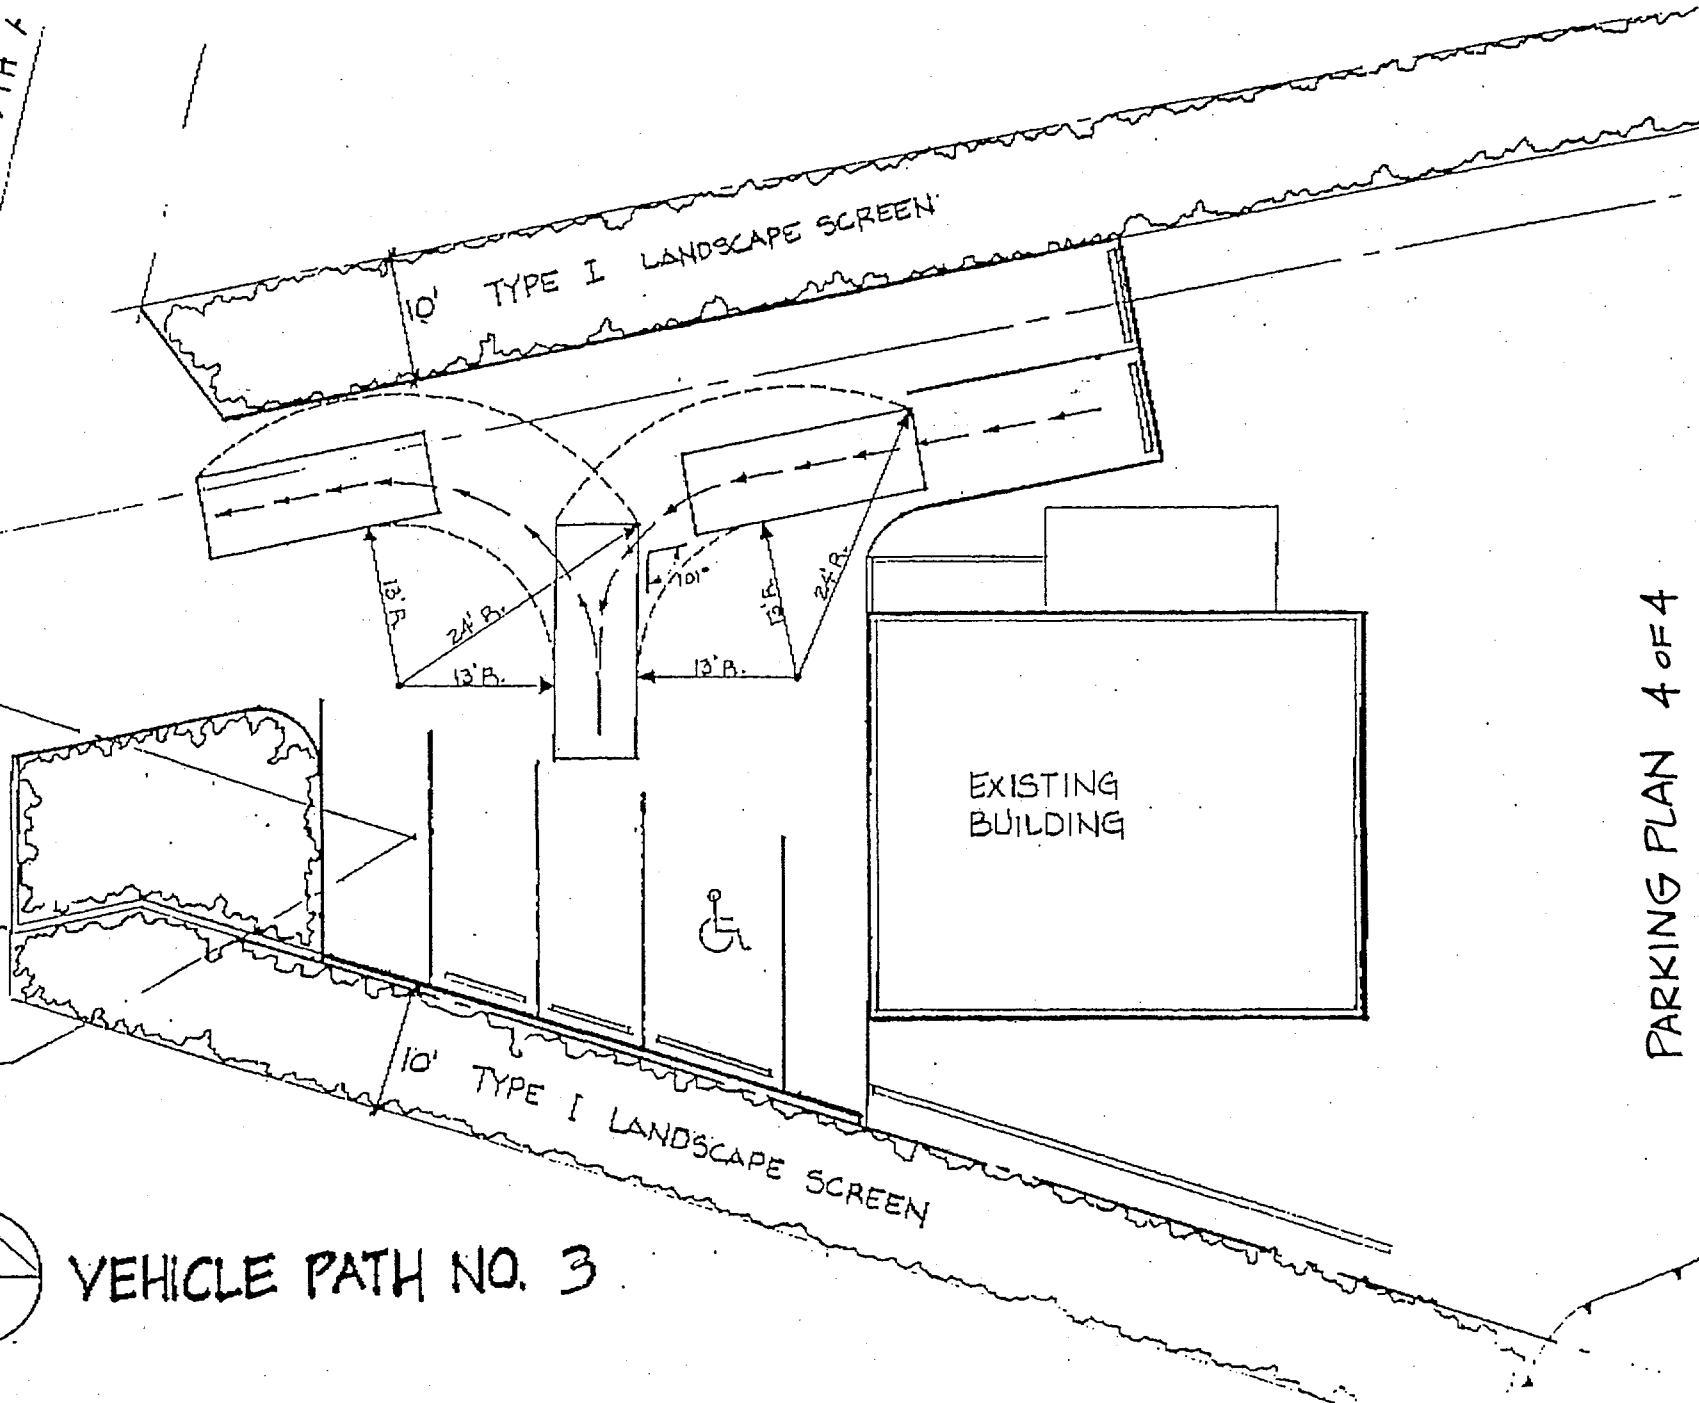 10' TYPE I LANDSCAPE SCREEN
13'R.
24'R.
13'R.
101°
13'R.
24'R.
13'R.
EXISTING
BUILDING
10' TYPE I LANDSCAPE SCREEN
VEHICLE PATH NO. 3
PARKING PLAN 4 OF 4